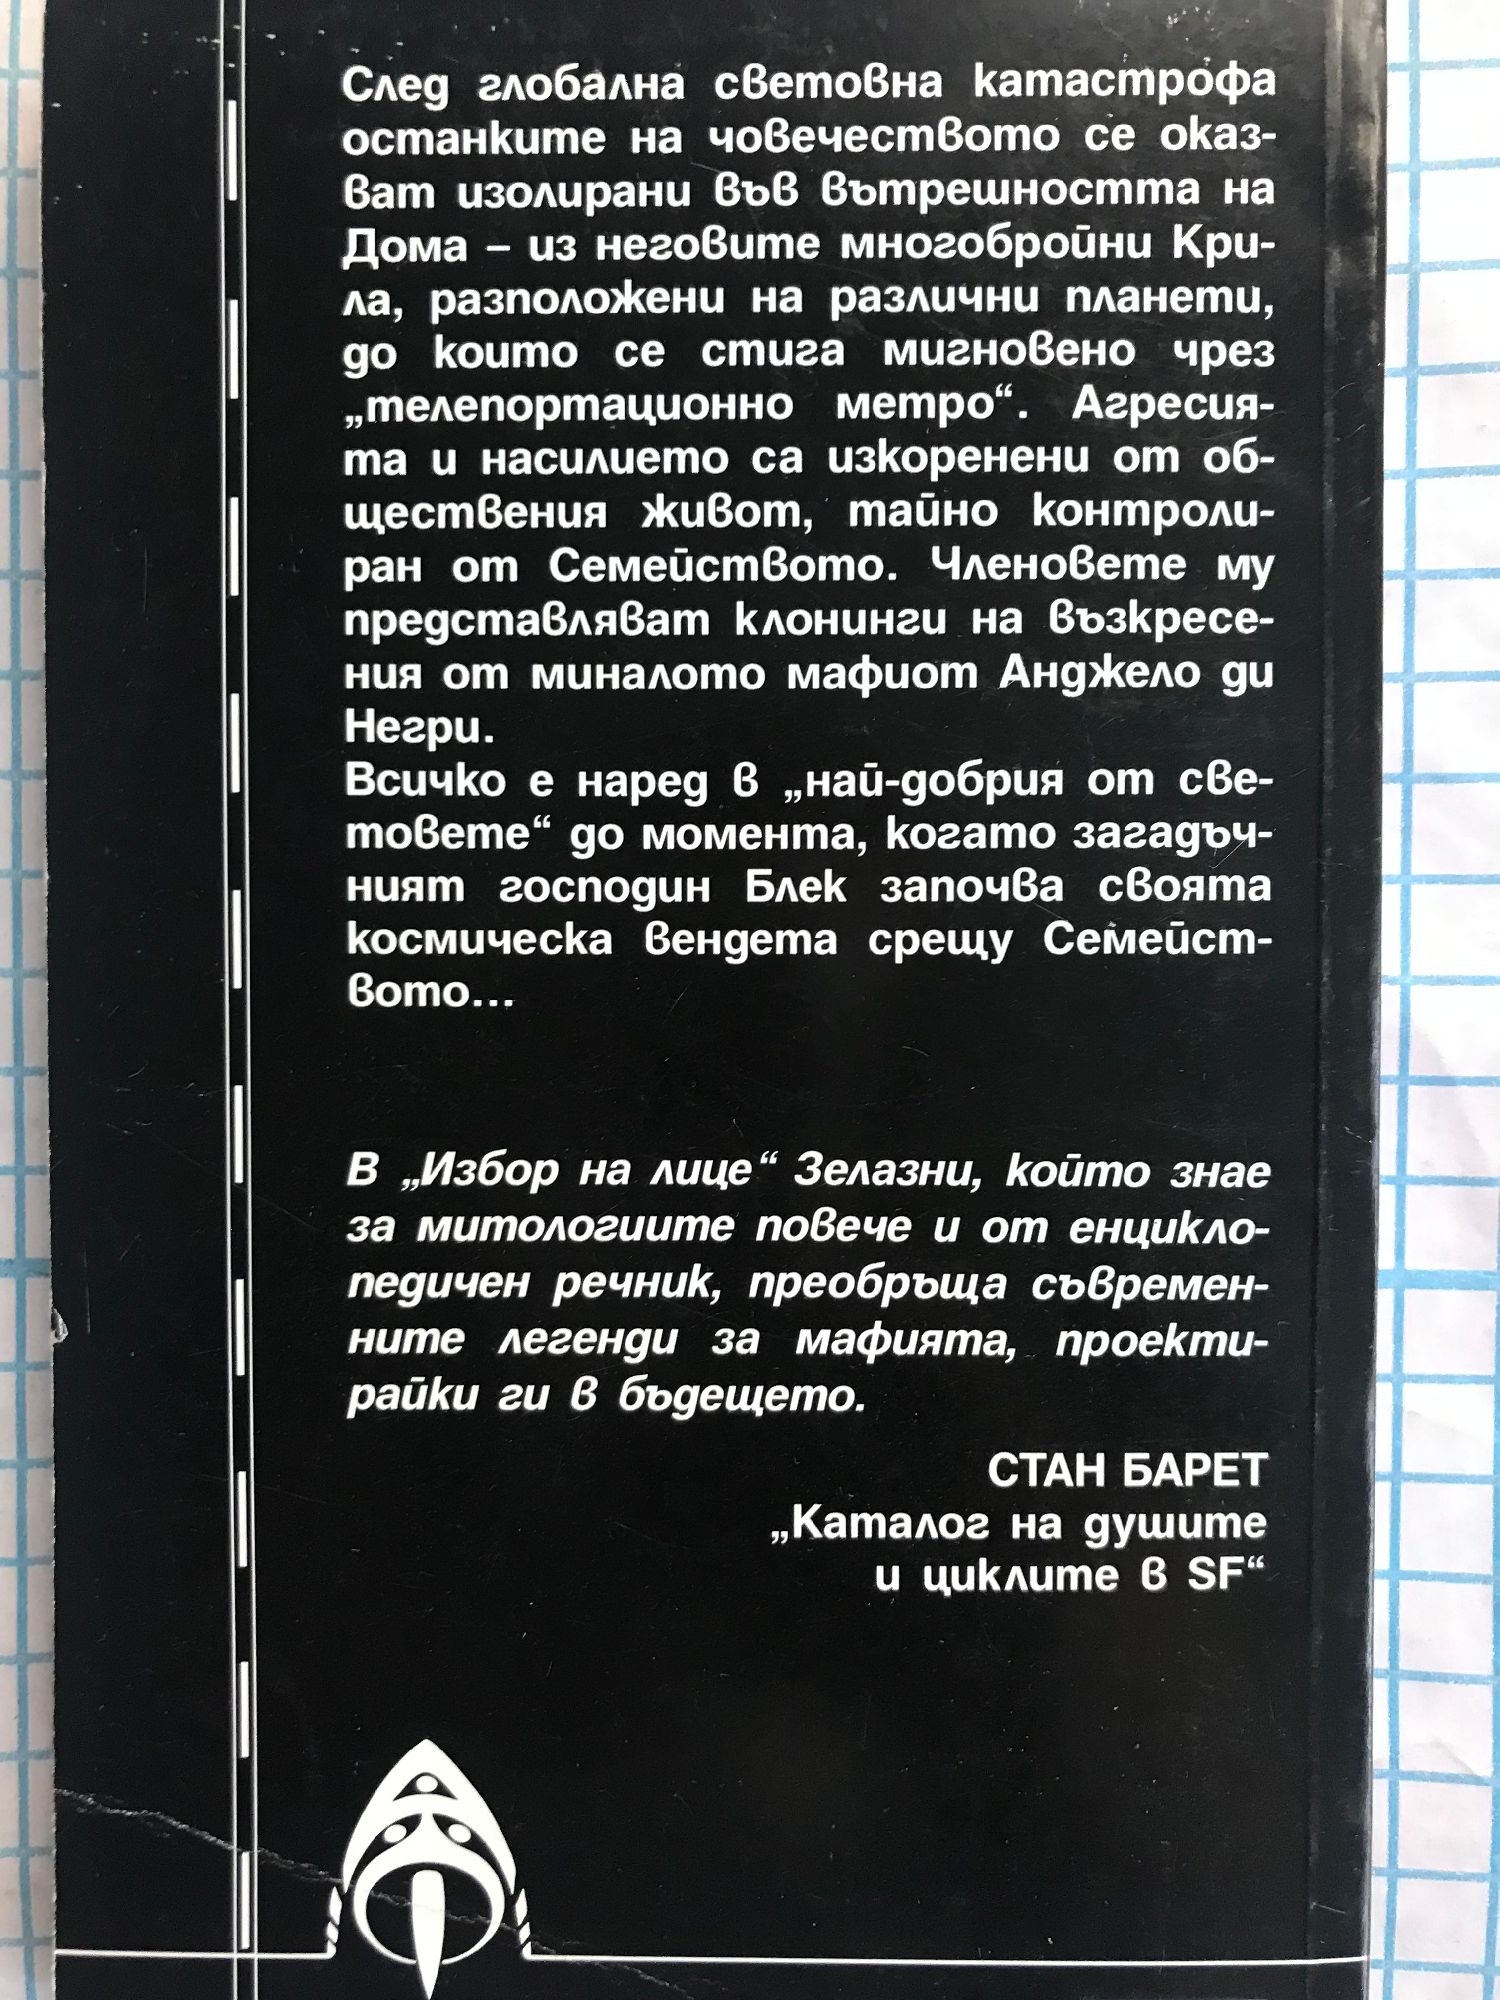 След глобална световна катастрофа
останките на човечеството се оказ-
ват изолирани във вътрешността на
Дома – из неговите многобройни Кри-
ла, разположени на различни планети,
до които се стига мигновено чрез
„телепортационно метро“. Агресия-
та и насилието са изкоренени от об-
ществения живот, тайно контроли-
ран от Семейството. Членовете му
представляват клонинги на възкресе-
ния от миналото мафиот Анджело ди
Негри.
Всичко е наред в „най-добрия от све-
товете“ до момента, когато загадъч-
ният господин Блек започва своята
космическа вендета срещу Семейст-
вото...
В „Избор на лице“ Зелазни, който знае
за митологиите повече и от енцикло-
педичен речник, преобръща съвремен-
ните легенди за мафията, проекти-
райки ги в бъдещето.
СТАН БАРЕТ
„Каталог на душите
и циклите в SF“